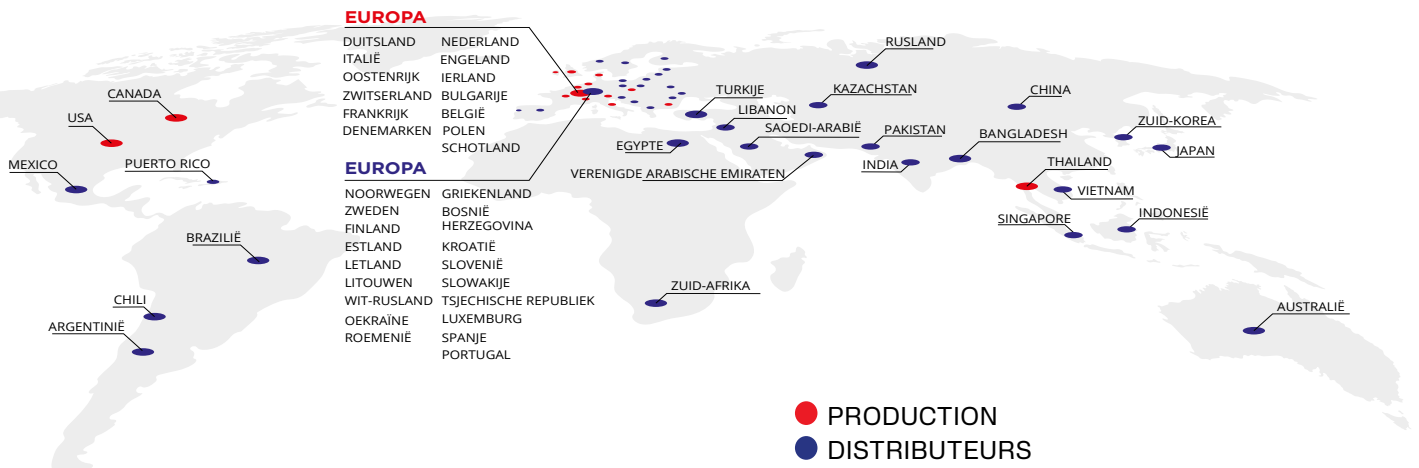 EUROPA
DUITSLAND
ITALIË
OOSTENRIJK
ZWITSERLAND
FRANKRIJK
DENEMARKEN
NEDERLAND
ENGELAND
IERLAND
BULGARIJE
BELGIË
POLEN
SCHOTLAND
EUROPA
NOORWEGEN
ZWEDEN
FINLAND
ESTLAND
LETLAND
LITOUWEN
WIT-RUSLAND
OEKRAÏNE
ROEMENIË
GRIEKENLAND
BOSNIË
HERZEGOVINA
KROATIË
SLOVENIË
SLOWAKIJE
TSJECHISCHE REPUBLIEK
LUXEMBURG
SPANJE
PORTUGAL
CANADA
USA
MEXICO
PUERTO RICO
BRAZILIË
CHILI
ARGENTINIË
RUSLAND
TURKIJE
KAZACHSTAN
CHINA
LIBANON
ZUID-KOREA
SAOEDI-ARABIË
PAKISTAN
BANGLADESH
EGYPTE
JAPAN
VERENIGDE ARABISCHE EMIRATEN
INDIA
THAILAND
VIETNAM
SINGAPORE
INDONESIË
ZUID-AFRIKA
AUSTRALIË
PRODUCTION
DISTRIBUTEURS